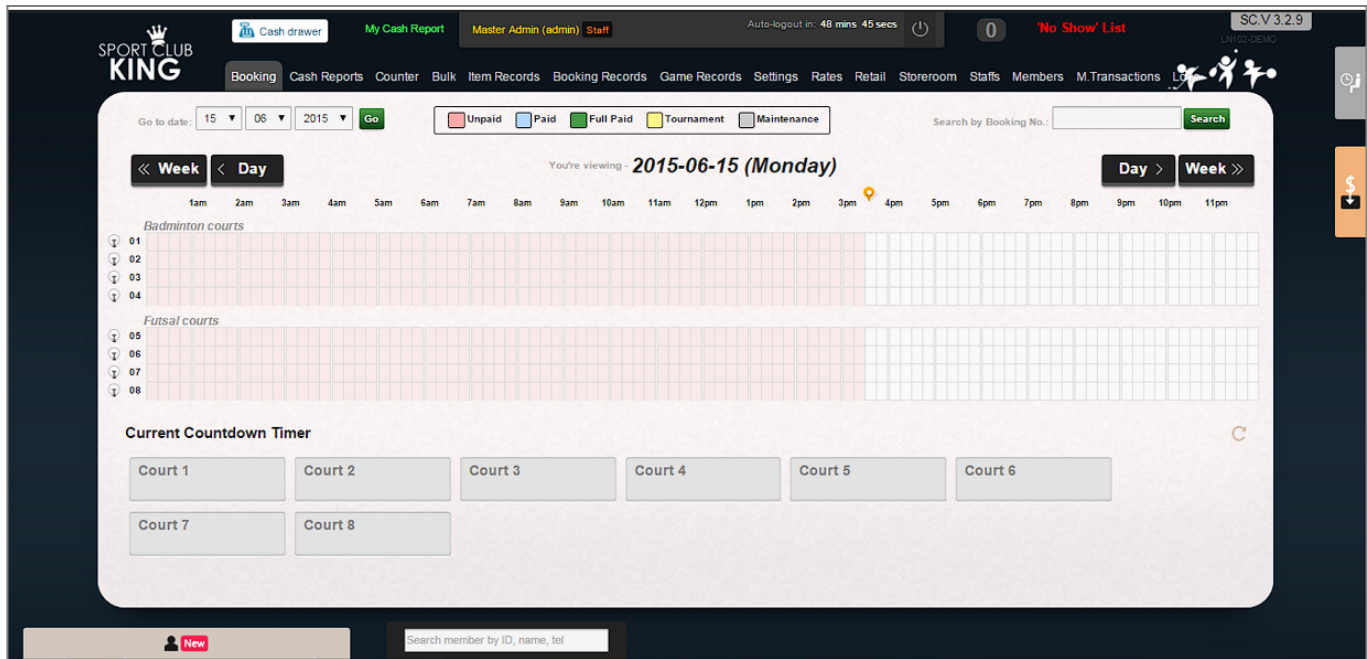 SPORT CLUB
KING
Cash drawer
My Cash Report
Master Admin (admin) Staff
Auto-logout in: 48 mins 45 secs
0
'No Show' List
SC.V 3.2.9
LN102-DEMO
Booking Cash Reports Counter Bulk Item Records Booking Records Game Records Settings Rates Retail Storeroom Staffs Members M.Transactions
Go to date: 15 06 2015 Go
Unpaid Paid Full Paid Tournament Maintenance
Search by Booking No.: Search
« Week < Day
You're viewing - 2015-06-15 (Monday)
Day > Week »
1am 2am 3am 4am 5am 6am 7am 8am 9am 10am 11am 12pm 1pm 2pm 3pm 4pm 5pm 6pm 7pm 8pm 9pm 10pm 11pm
Badminton courts
01
02
03
04
Futsal courts
05
06
07
08
Current Countdown Timer
Court 1 Court 2 Court 3 Court 4 Court 5 Court 6
Court 7 Court 8
New
Search member by ID, name, tel